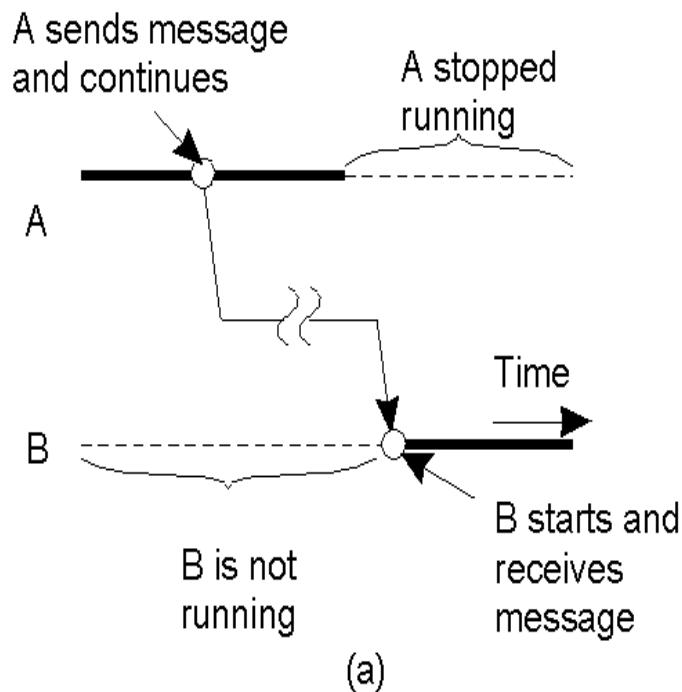 A sends message
and continues
A stopped
running
A
Time
B
B starts and
receives
message
B is not
running
(a)